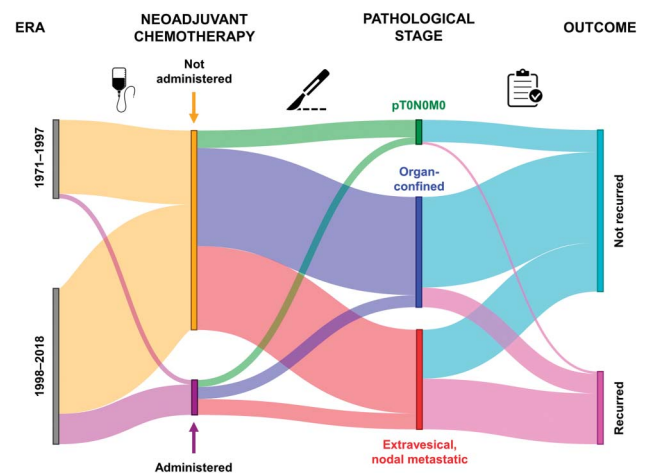 ERA
NEOADJUVANT
CHEMOTHERAPY
PATHOLOGICAL
STAGE
OUTCOME
Not
administered
pT0N0M0
1971–1997
Organ-
confined
Not recurred
1998–2018
Recurred
Extravesical,
nodal metastatic
Administered